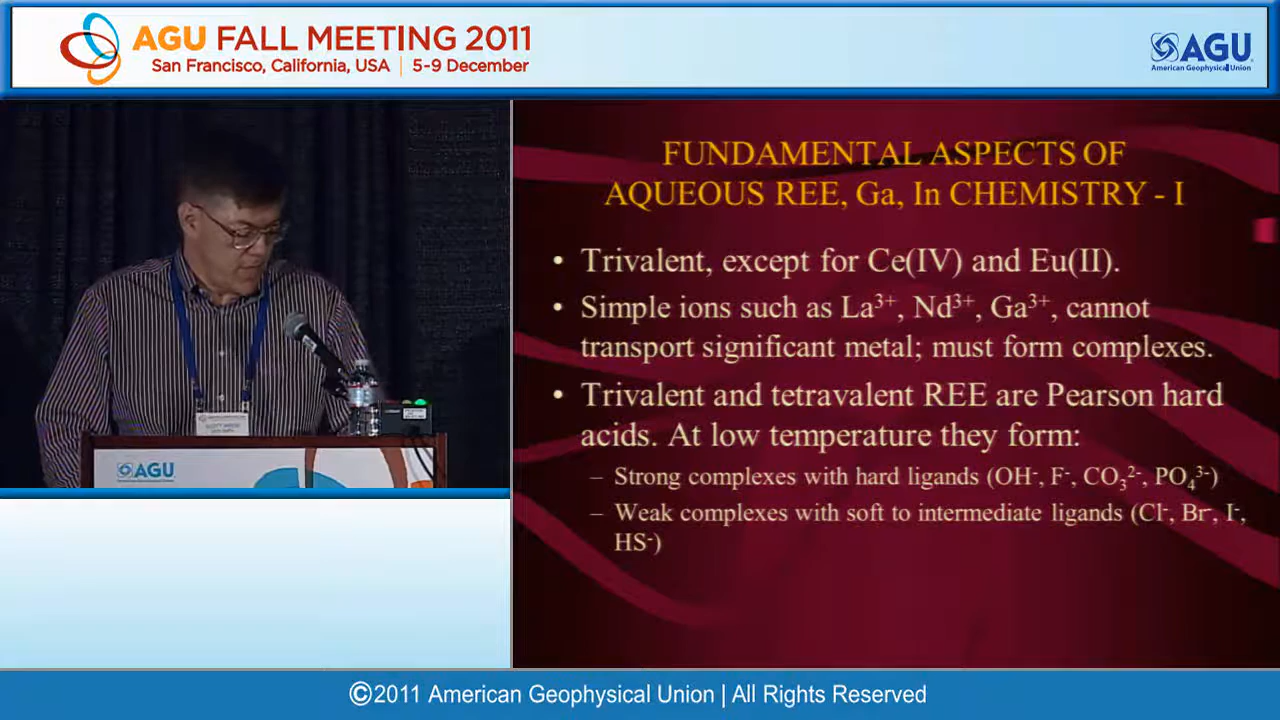 AGU FALL MEETING 2011
San Francisco, California, USA | 5-9 December
AGU
American Geophysical Union
FUNDAMENTAL ASPECTS OF
AQUEOUS REE, Ga, In CHEMISTRY - I
• Trivalent, except for Ce(IV) and Eu(II).
• Simple ions such as La³⁺, Nd³⁺, Ga³⁺, cannot
transport significant metal; must form complexes.
• Trivalent and tetravalent REE are Pearson hard
acids. At low temperature they form:
– Strong complexes with hard ligands (OH⁻, F⁻, CO₃²⁻, PO₄³⁻)
– Weak complexes with soft to intermediate ligands (Cl⁻, Br⁻, I⁻,
HS⁻)
AGU
©2011 American Geophysical Union | All Rights Reserved